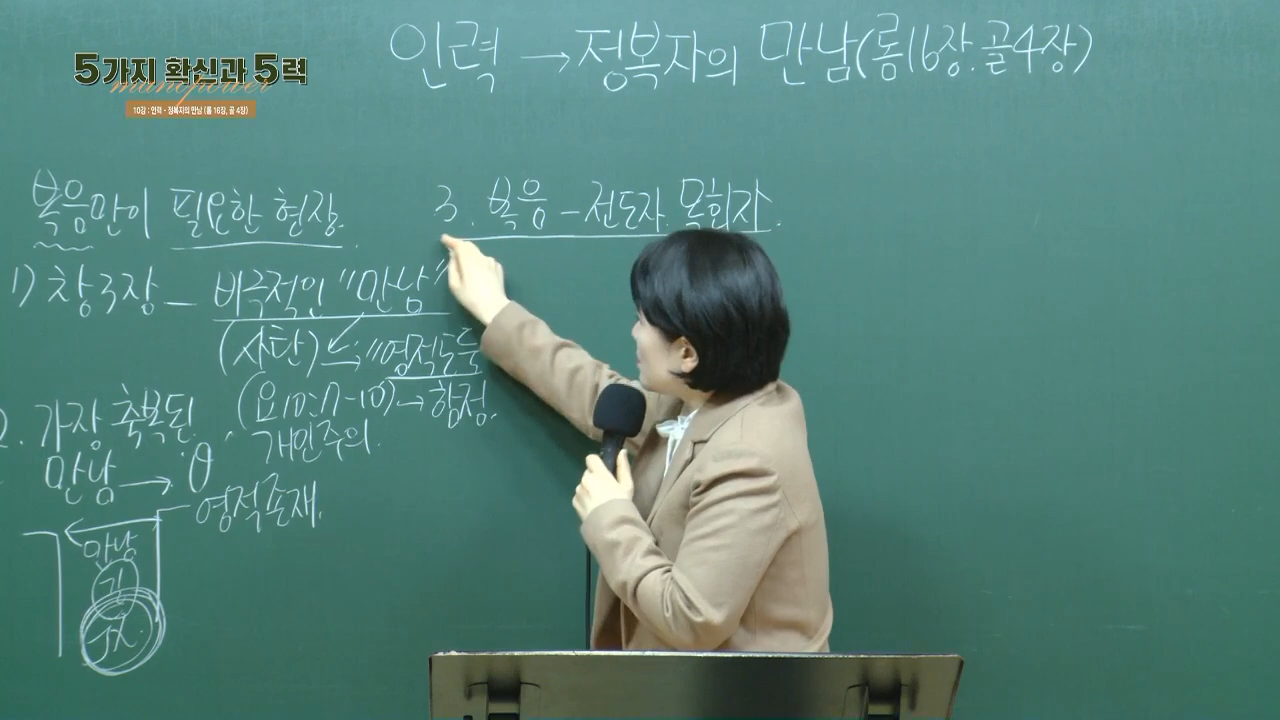 5가지 확신과 5력
manopower
10강 : 인력 - 정복자의 만남 (롬 16장, 골 4장)
인력 → 정복자의 만남(롬16장.골4장)
복음만이 필요한 현장.
1) 창3장 - 비극적인 "만남"
(사탄) "영적도둑
(요10:1-10) → 함정.
개인주의.
2. 가장 축복된
만남 → θ
영적존재.
만남
3. 복음 - 전도자. 목회자.